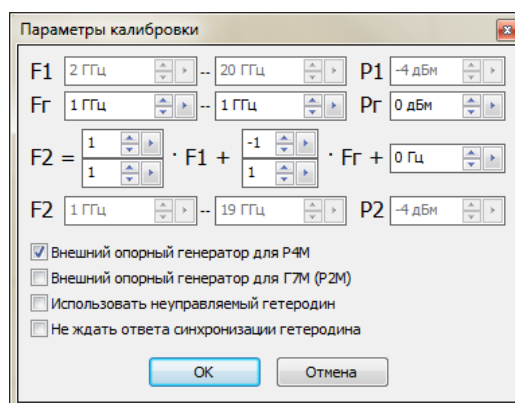 Параметры калибровки
F1 2 ГГц -- 20 ГГц P1 -4 дБм
Fг 1 ГГц -- 1 ГГц Pг 0 дБм
1 -1
F2 = · F1 + · Fг + 0 Гц
1 1
F2 1 ГГц -- 19 ГГц P2 -4 дБм
Внешний опорный генератор для Р4М
Внешний опорный генератор для Г7М (Р2М)
Использовать неуправляемый гетеродин
Не ждать ответа синхронизации гетеродина
ОК Отмена